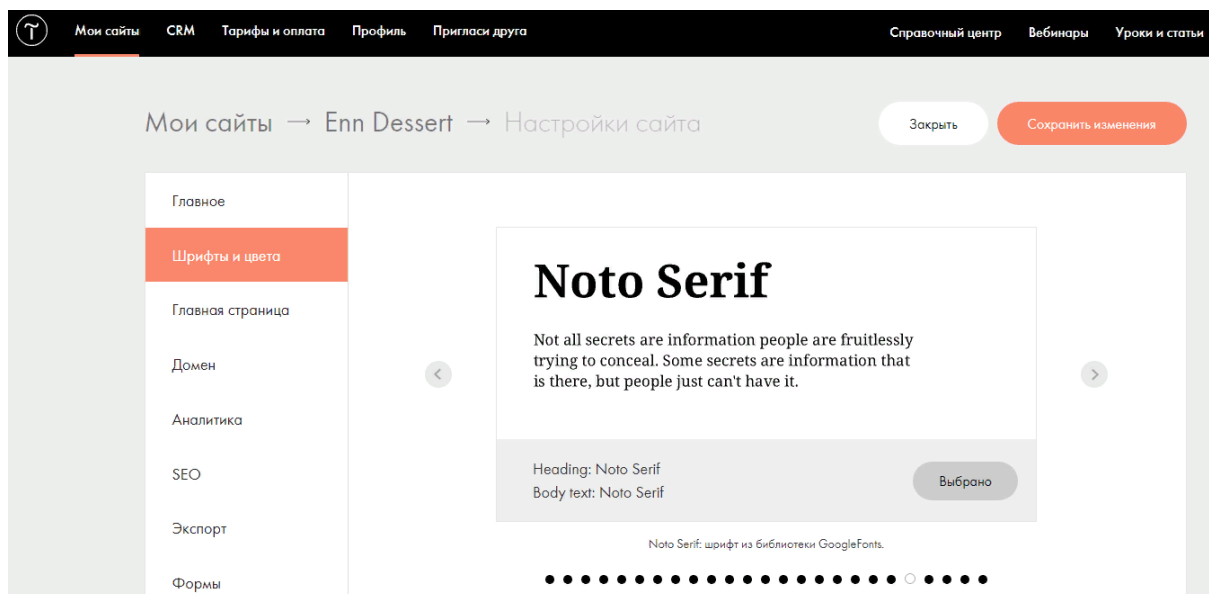 Мои сайты CRM Тарифы и оплата Профиль Пригласи друга Справочный центр Вебинары Уроки и статьи
Мои сайты → Enn Dessert → Настройки сайта
Закрыть
Сохранить изменения
Главное
Шрифты и цвета
Главная страница
Домен
Аналитика
SEO
Экспорт
Формы
Noto Serif
Not all secrets are information people are fruitlessly
trying to conceal. Some secrets are information that
is there, but people just can't have it.
Heading: Noto Serif
Body text: Noto Serif
Выбрано
Noto Serif: шрифт из библиотеки GoogleFonts.